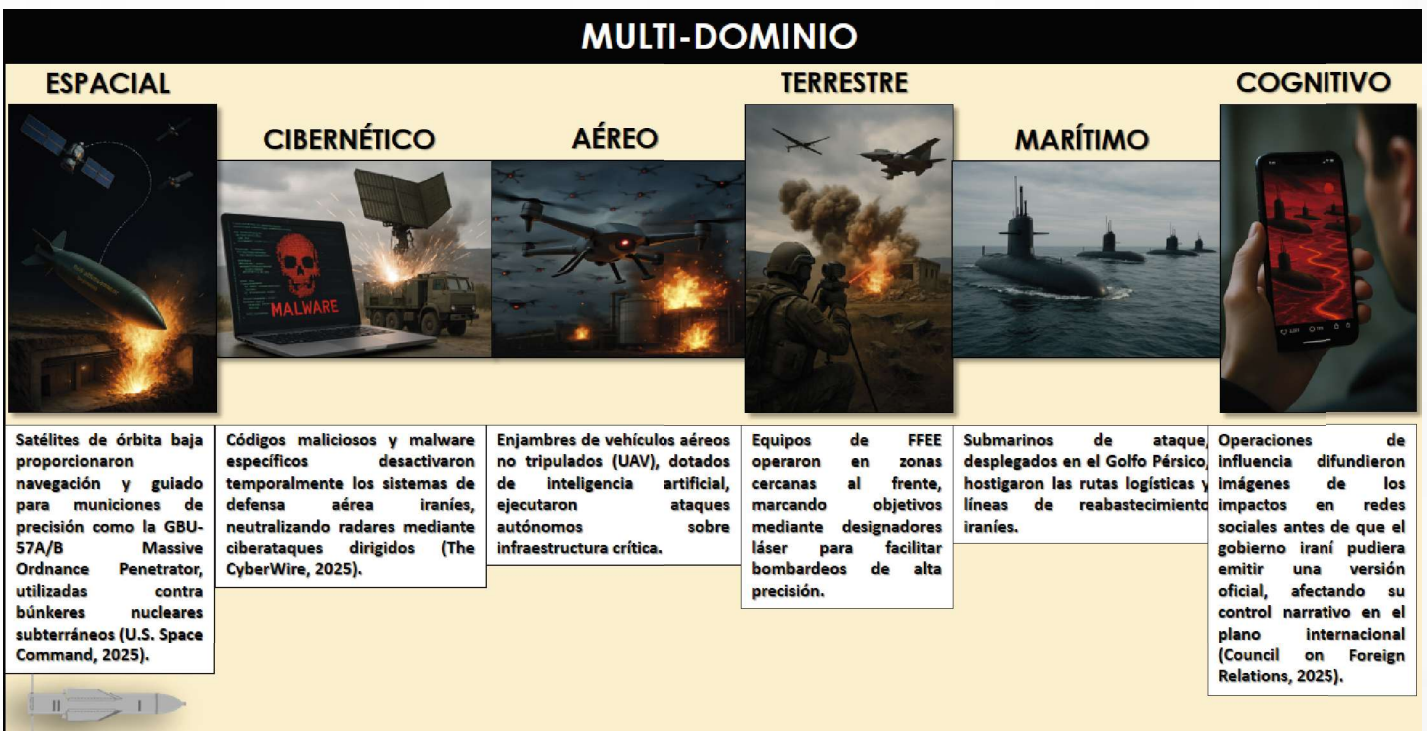 MULTI-DOMINIO
ESPACIAL
Satélites de órbita baja
proporcionaron
navegación y guiado
para municiones de
precisión como la GBU-
57A/B Massive
Ordnance Penetrator,
utilizadas contra
búnkeres nucleares
subterráneos (U.S. Space
Command, 2025).
CIBERNÉTICO
MALWARE
Códigos maliciosos y malware
específicos desactivaron
temporalmente los sistemas de
defensa aérea iraníes,
neutralizando radares mediante
ciberataques dirigidos (The
CyberWire, 2025).
AÉREO
Enjambres de vehículos aéreos
no tripulados (UAV), dotados
de inteligencia artificial,
ejecutaron ataques
autónomos sobre
infraestructura crítica.
TERRESTRE
Equipos de FFEE
operaron en zonas
cercanas al frente,
marcando objetivos
mediante designadores
láser para facilitar
bombardeos de alta
precisión.
MARÍTIMO
Submarinos de ataque,
desplegados en el Golfo Pérsico,
hostigaron las rutas logísticas y
líneas de reabastecimiento
iraníes.
COGNITIVO
Operaciones de
influencia difundieron
imágenes de los
impactos en redes
sociales antes de que el
gobierno iraní pudiera
emitir una versión
oficial, afectando su
control narrativo en el
plano internacional
(Council on Foreign
Relations, 2025).